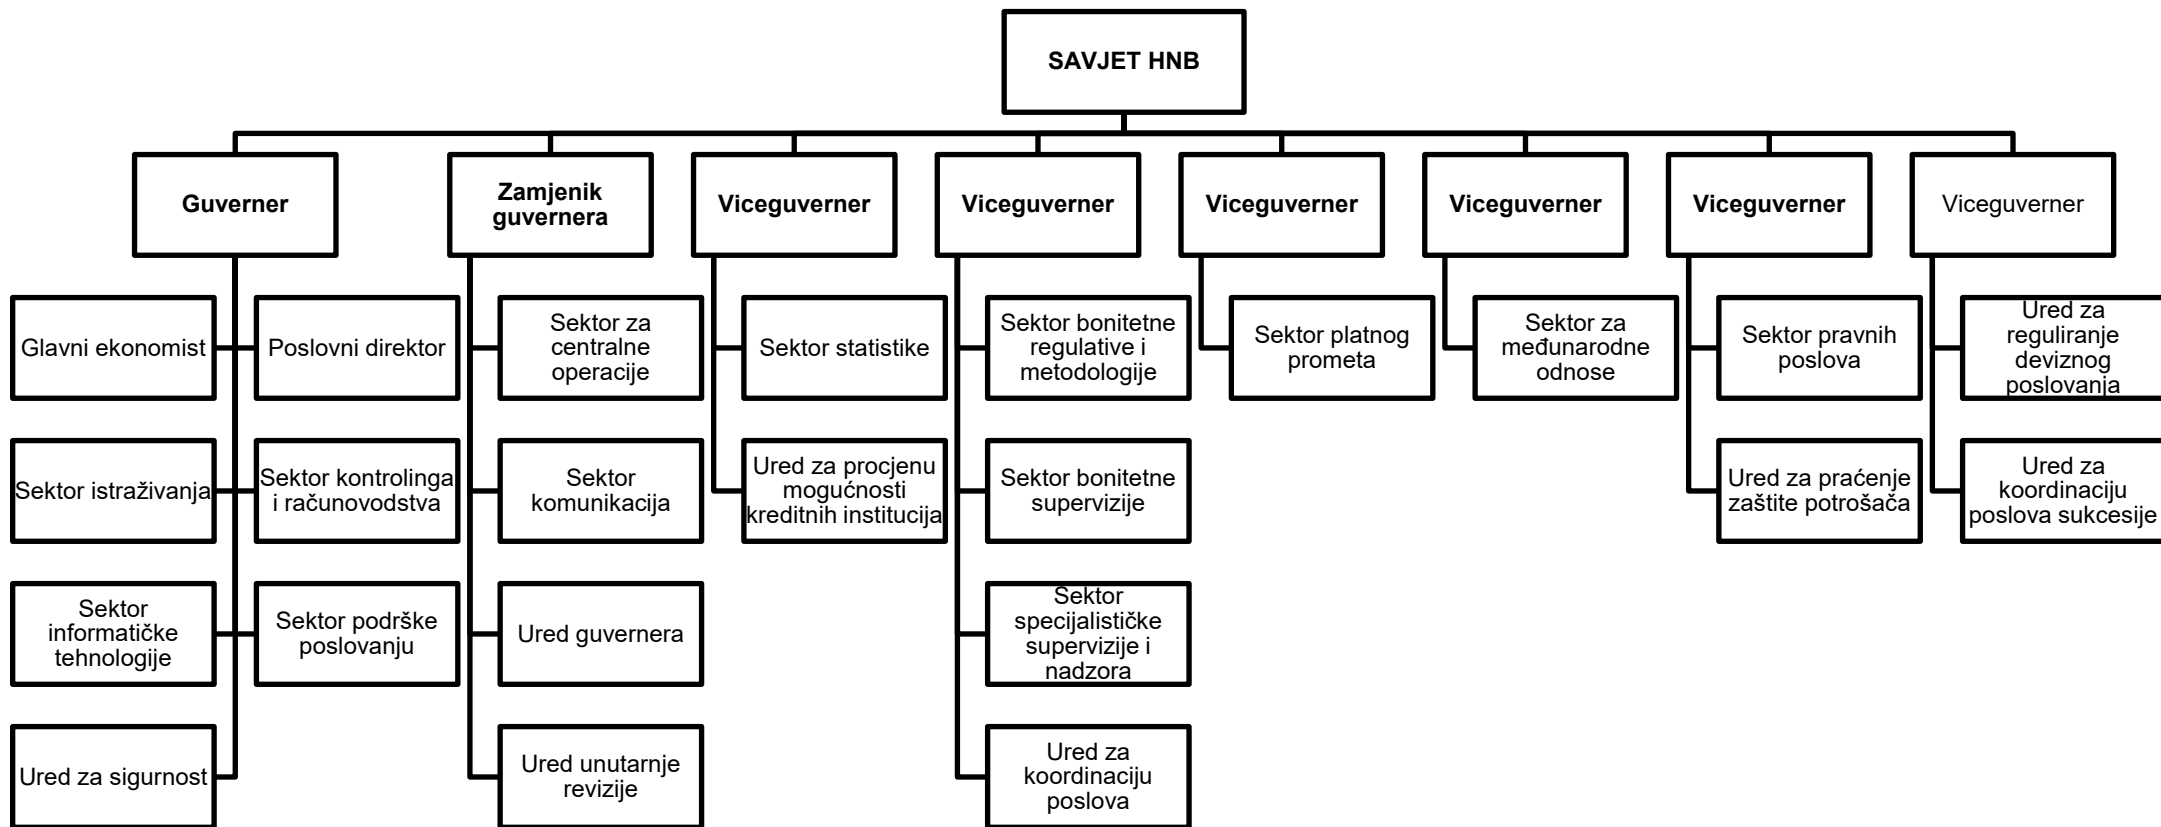 SAVJET HNB
Guverner
Zamjenik
guvernera
Viceguverner
Viceguverner
Viceguverner
Viceguverner
Viceguverner
Viceguverner
Glavni ekonomist
Poslovni direktor
Sektor za
centralne
operacije
Sektor statistike
Sektor bonitetne
regulative i
metodologije
Sektor platnog
prometa
Sektor za
međunarodne
odnose
Sektor pravnih
poslova
Ured za
reguliranje
deviznog
poslovanja
Sektor istraživanja
Sektor kontrolinga
i računovodstva
Sektor
komunikacija
Ured za procjenu
mogućnosti
kreditnih institucija
Sektor bonitetne
supervizije
Ured za praćenje
zaštite potrošača
Ured za
koordinaciju
poslova sukcesije
Sektor
informatičke
tehnologije
Sektor podrške
poslovanju
Ured guvernera
Sektor
specijalističke
supervizije i
nadzora
Ured za sigurnost
Ured unutarnje
revizije
Ured za
koordinaciju
poslova